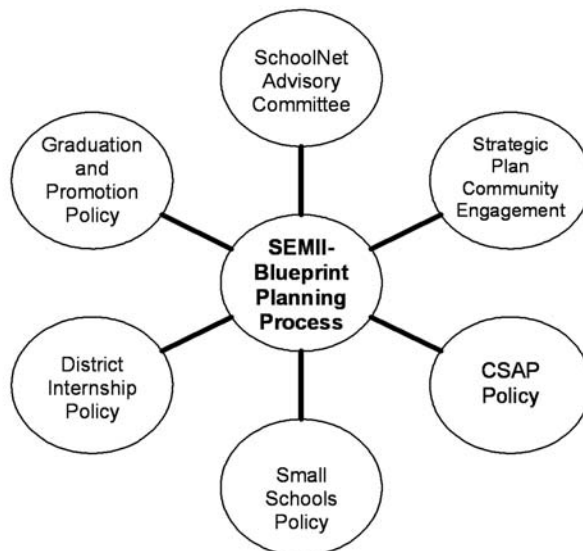 SchoolNet
Advisory
Committee
Graduation
and
Promotion
Policy
Strategic
Plan
Community
Engagement
SEMII-
Blueprint
Planning
Process
District
Internship
Policy
CSAP
Policy
Small
Schools
Policy